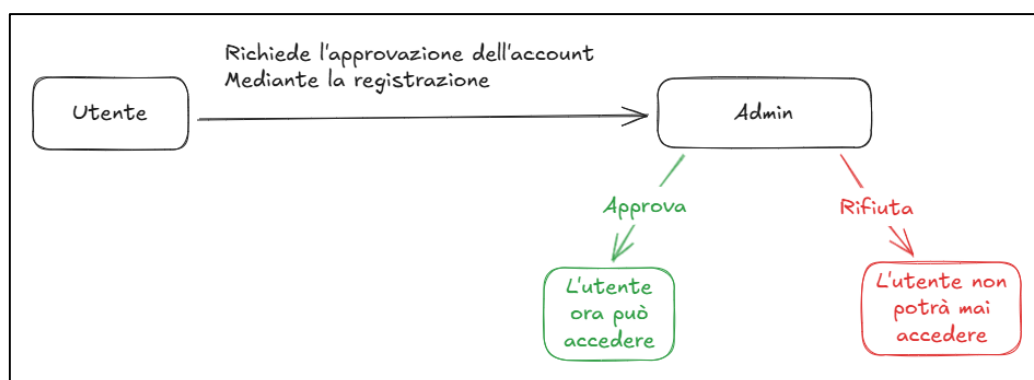 Richiede l'approvazione dell'account
Mediante la registrazione
Utente
Admin
Approva
Rifiuta
L'utente
ora può
accedere
L'utente non
potrà mai
accedere